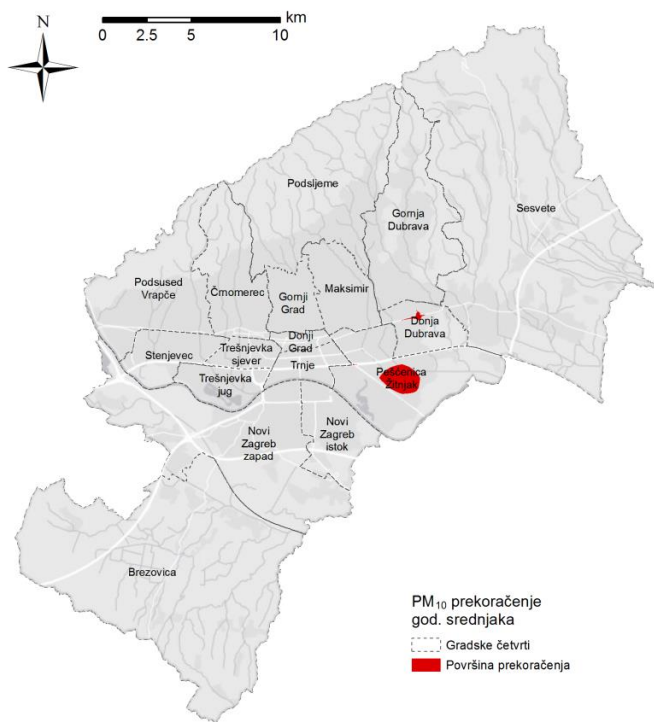 N
km
0 2.5 5 10
Podsljeme
Gornja
Dubrava
Sesvete
Podsused
Vrapče
Črnomerec
Gornji
Grad
Maksimir
Donji
Grad
Donja
Dubrava
Stenjevec
Trešnjevka
sjever
Trnje
Trešnjevka
jug
Peščenica
Žitnjak
Novi
Zagreb
zapad
Novi
Zagreb
istok
Brezovica
PM₁₀ prekoračenje
god. srednjaka
Gradske četvrti
Površina prekoračenja